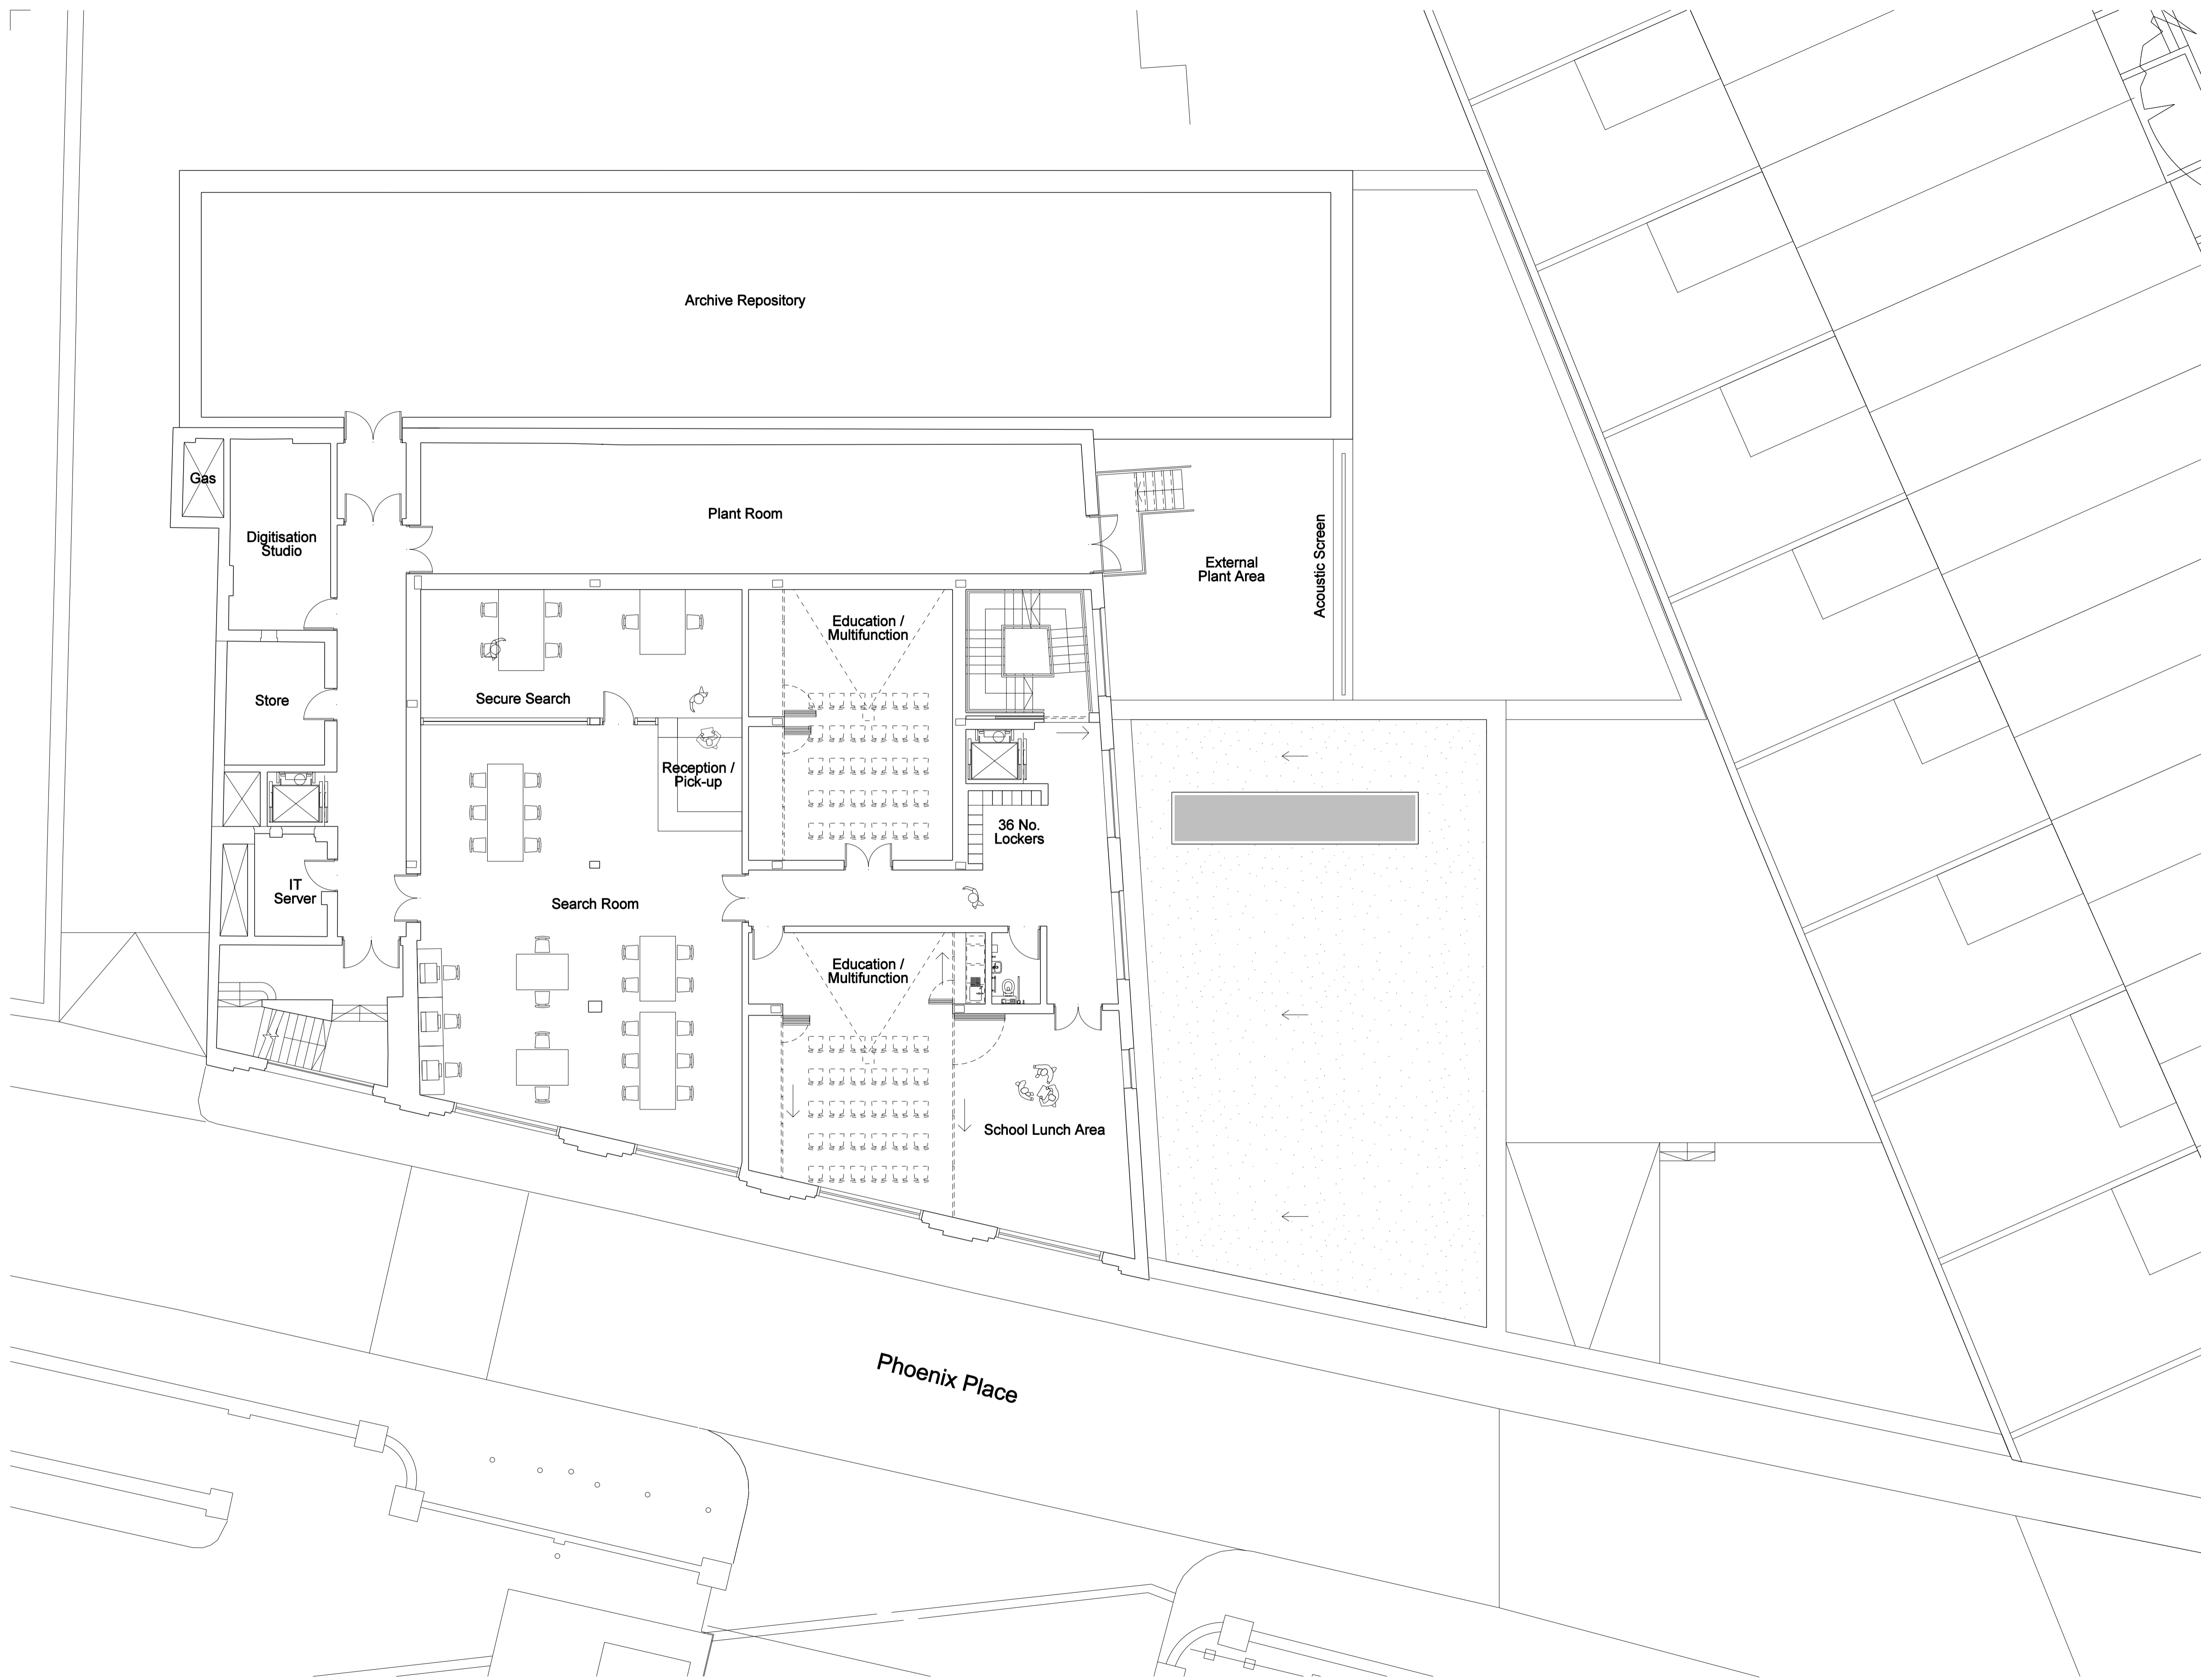 Archive Repository
Gas
Plant Room
Digitisation
Studio
External
Plant Area
Acoustic Screen
Education /
Multifunction
Store
Secure Search
Reception /
Pick-up
36 No.
Lockers
IT
Server
Search Room
Education /
Multifunction
School Lunch Area
Phoenix Place